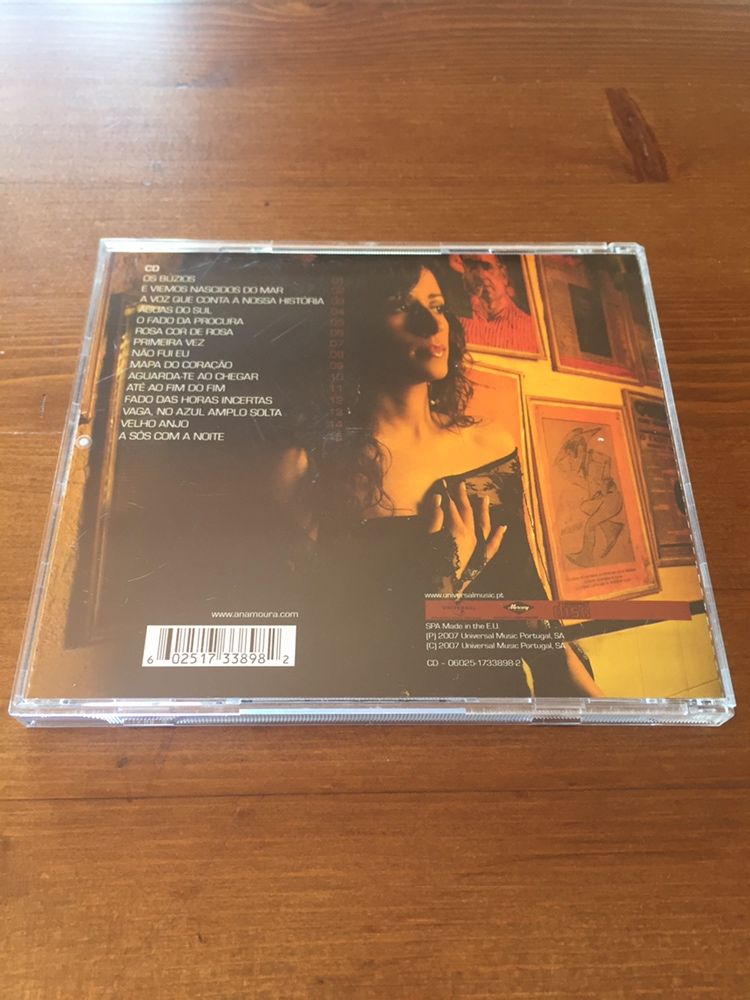 CD
OS BÚZIOS
E VIEMOS NASCIDOS DO MAR
A VOZ QUE CONTA A NOSSA HISTÓRIA 03
ÁGUAS DO SUL 04
O FADO DA PROCURA 05
ROSA COR DE ROSA 06
PRIMEIRA VEZ 07
NÃO FUI EU 08
MAPA DO CORAÇÃO 09
AGUARDA-TE AO CHEGAR 10
ATÉ AO FIM DO FIM 11
FADO DAS HORAS INCERTAS 12
VAGA, NO AZUL AMPLO SOLTA 13
VELHO ANJO 14
A SÓS COM A NOITE 15
www.anamoura.com
6 02517 33898 2
www.universalmusic.pt
UNIVERSAL Mercury disc
SPA Made in the E.U.
(P) 2007 Universal Music Portugal, SA
(C) 2007 Universal Music Portugal, SA
CD - 06025-1733898-2